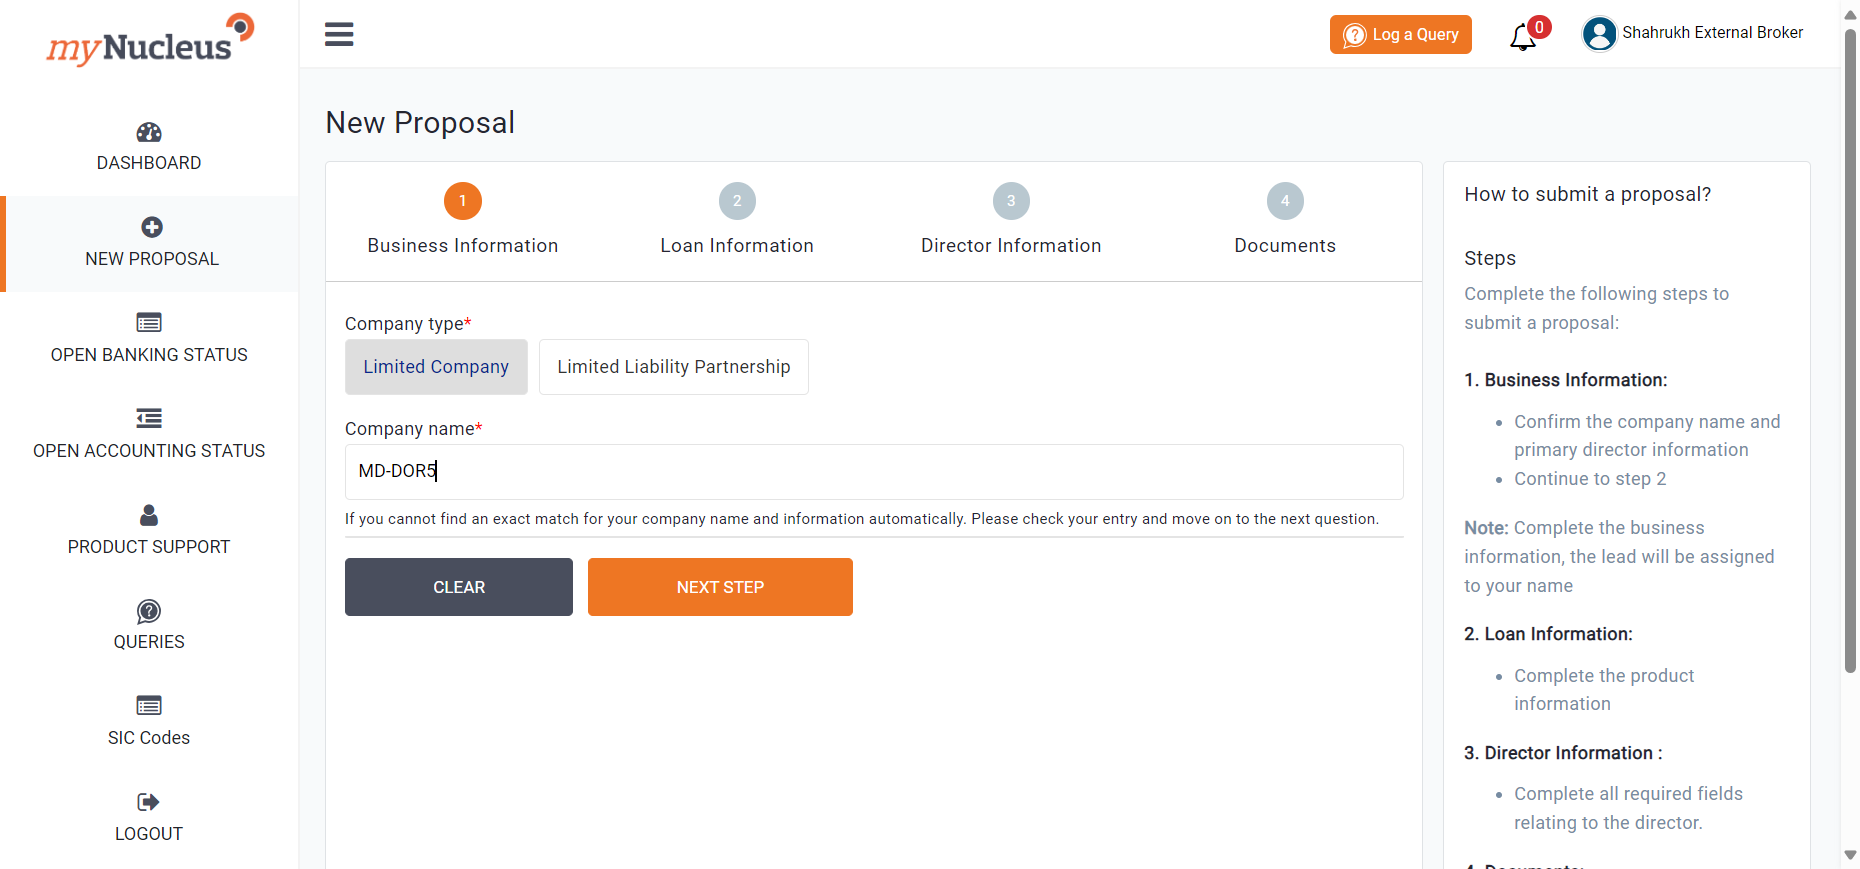 myNucleus
DASHBOARD
NEW PROPOSAL
OPEN BANKING STATUS
OPEN ACCOUNTING STATUS
PRODUCT SUPPORT
QUERIES
SIC Codes
LOGOUT
Log a Query
0
Shahrukh External Broker
New Proposal
1
Business Information
2
Loan Information
3
Director Information
4
Documents
Company type*
Limited Company
Limited Liability Partnership
Company name*
MD-DOR5
If you cannot find an exact match for your company name and information automatically. Please check your entry and move on to the next question.
CLEAR
NEXT STEP
How to submit a proposal?
Steps
Complete the following steps to
submit a proposal:
1. Business Information:
• Confirm the company name and
primary director information
• Continue to step 2
Note: Complete the business
information, the lead will be assigned
to your name
2. Loan Information:
• Complete the product
information
3. Director Information :
• Complete all required fields
relating to the director.
4. Documents: